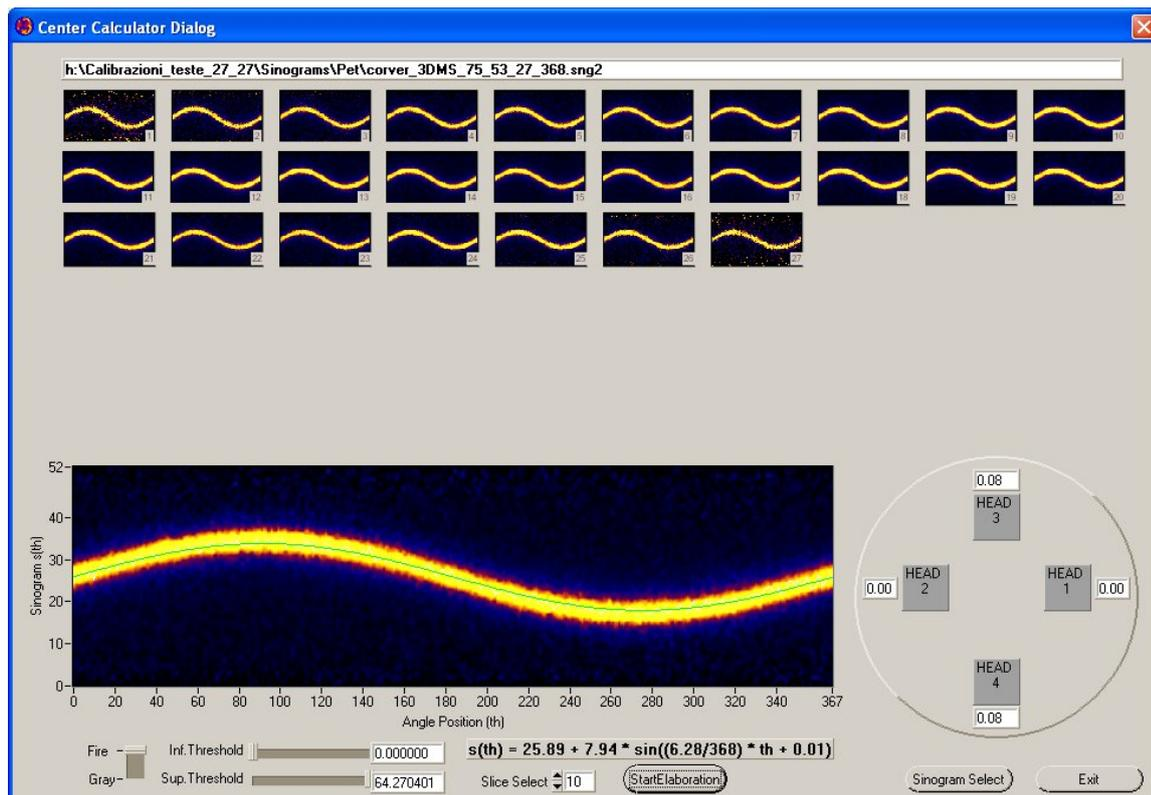 Center Calculator Dialog
h:\Calibrazioni_teste_27_27\Sinograms\Pet\corver_3DMS_75_53_27_368.sng2
1 2 3 4 5 6 7 8 9 10
11 12 13 14 15 16 17 18 19 20
21 22 23 24 25 26 27
52
40
30
20
10
0
Sinogram s(th)
0 20 40 60 80 100 120 140 160 180 200 220 240 260 280 300 320 340 367
Angle Position (th)
0.08
HEAD
3
0.00
HEAD
2
HEAD
1
0.00
HEAD
4
0.08
Fire
Gray
Inf.Threshold
0.000000
Sup.Threshold
64.270401
s(th) = 25.89 + 7.94 * sin((6.28/368) * th + 0.01)
Slice Select
10
StartElaboration
Sinogram Select
Exit